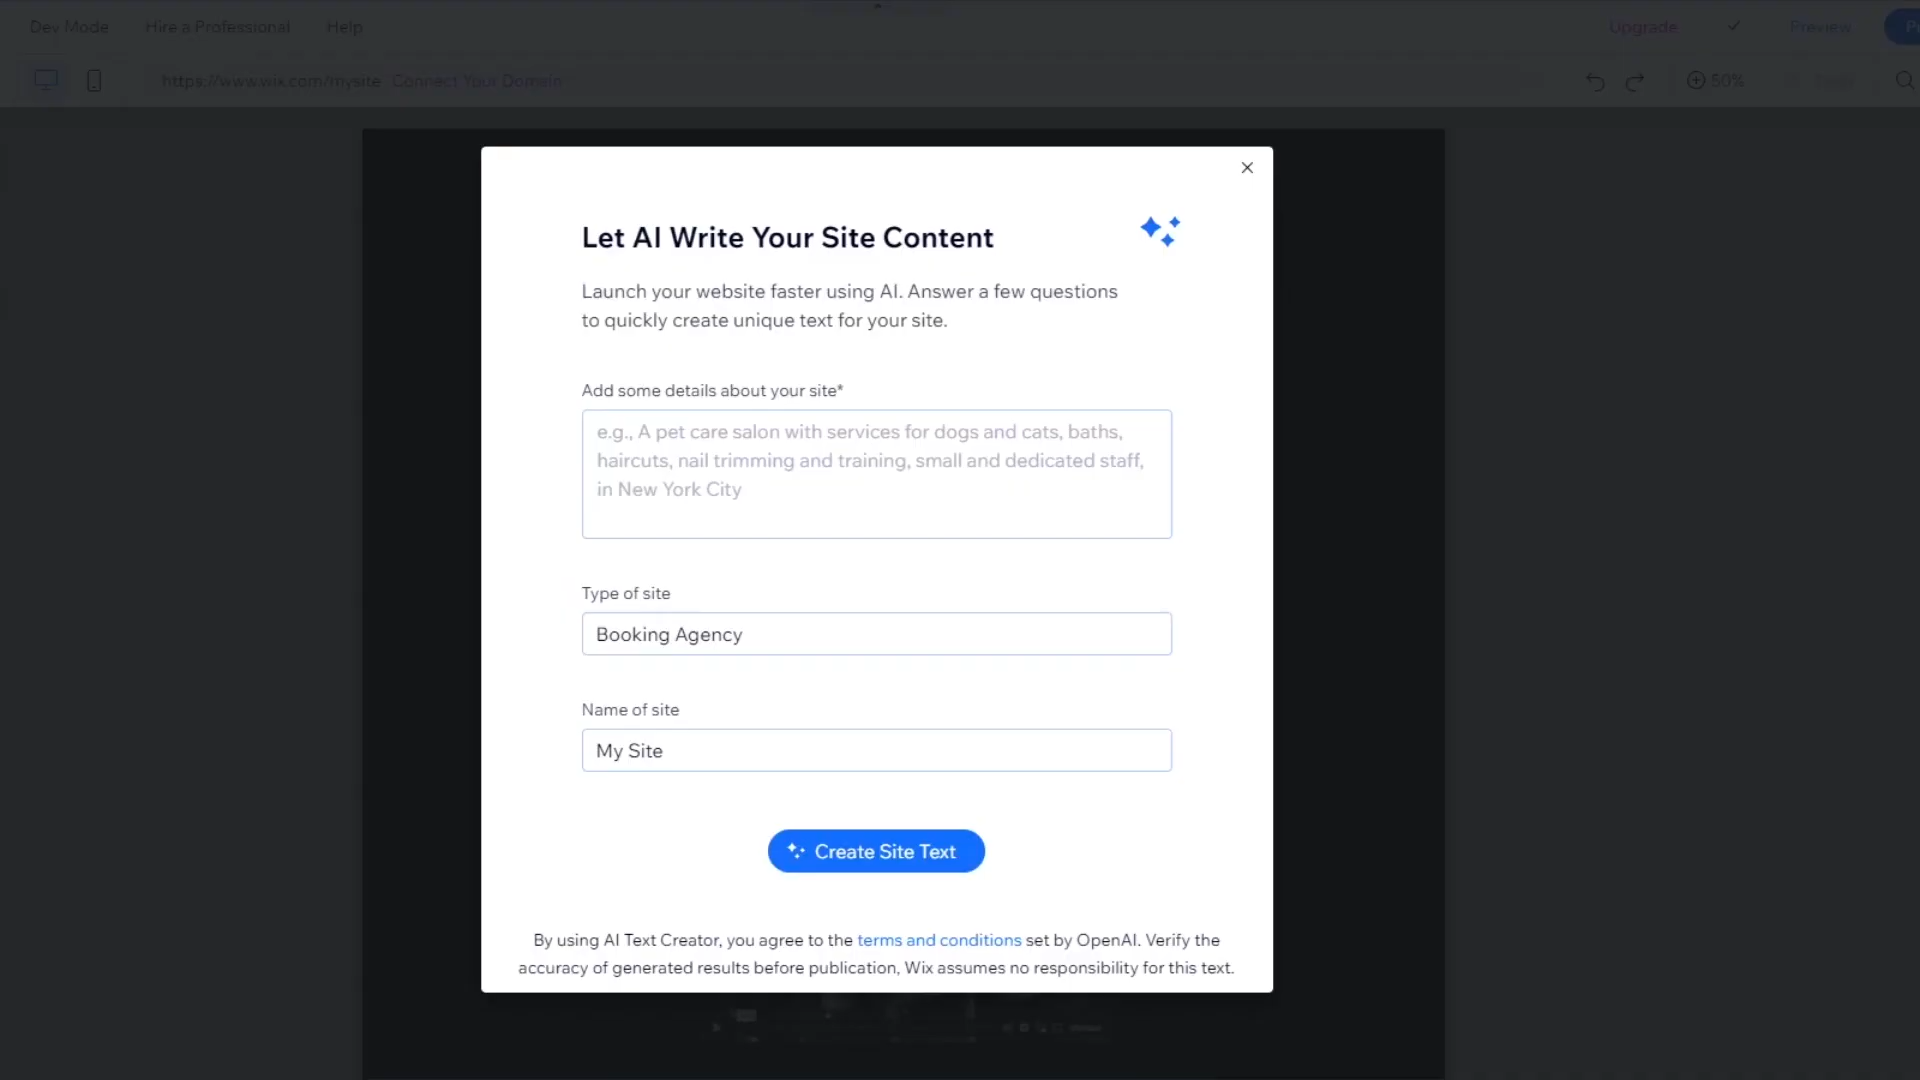 Dev Mode Hire a Professional Help Upgrade Preview
https://www.wix.com/mysite Connect Your Domain 50%
Let AI Write Your Site Content
Launch your website faster using AI. Answer a few questions
to quickly create unique text for your site.
Add some details about your site*
e.g., A pet care salon with services for dogs and cats, baths,
haircuts, nail trimming and training, small and dedicated staff,
in New York City
Type of site
Booking Agency
Name of site
My Site
Create Site Text
By using AI Text Creator, you agree to the terms and conditions set by OpenAI. Verify the
accuracy of generated results before publication, Wix assumes no responsibility for this text.